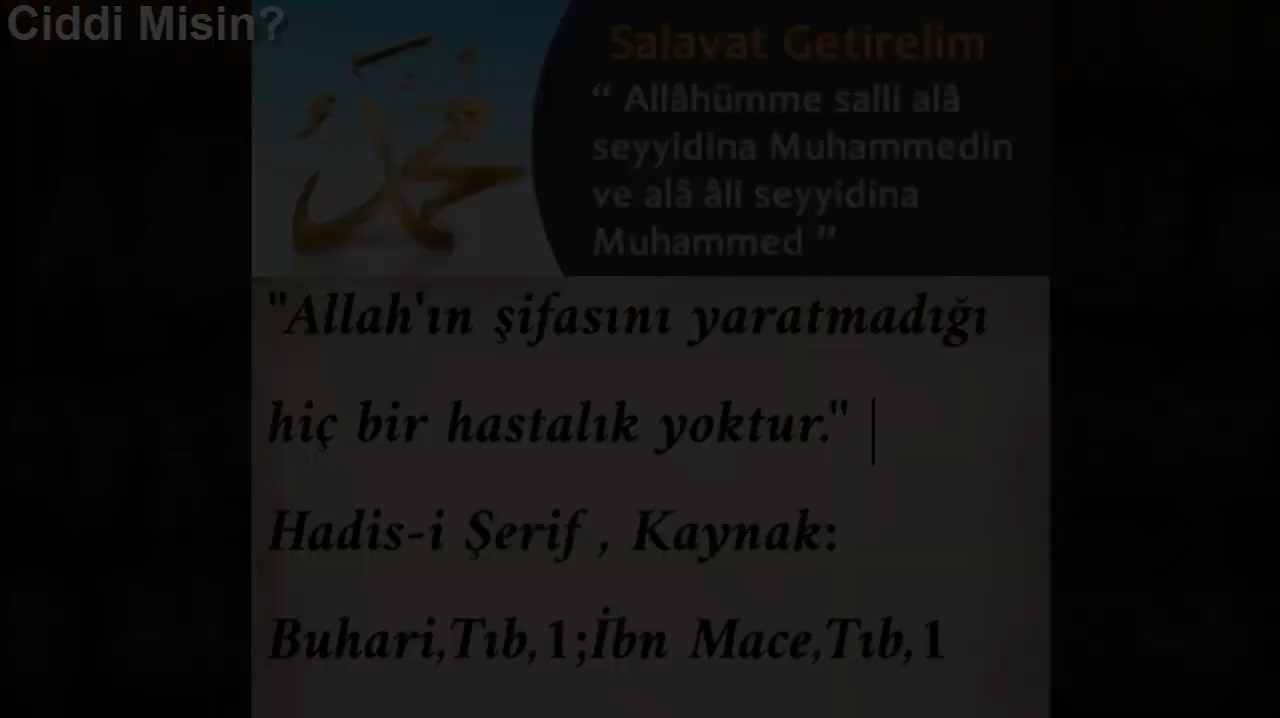 Ciddi Misin?
Salavat Getirelim
“ Allâhümme salli alâ
seyyidina Muhammedin
ve alâ âli seyyidina
Muhammed ”
محمد
"Allah'ın şifasını yaratmadığı
hiç bir hastalık yoktur." |
Hadis-i Şerif , Kaynak:
Buhari,Tıb,1;İbn Mace,Tıb,1